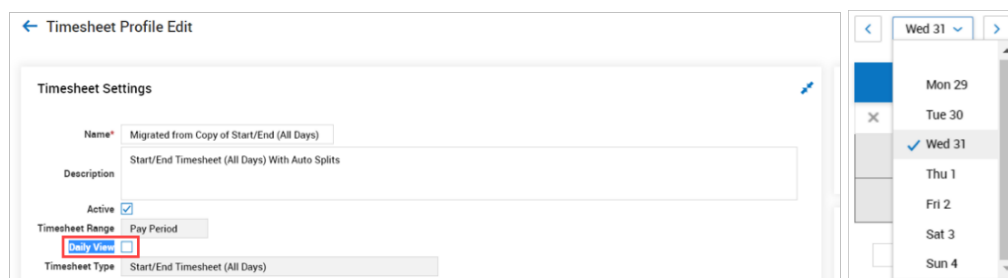 Timesheet Profile Edit
Timesheet Settings
Name* Migrated from Copy of Start/End (All Days)
Description Start/End Timesheet (All Days) With Auto Splits
Active
Timesheet Range Pay Period
Daily View
Timesheet Type Start/End Timesheet (All Days)
Wed 31
Mon 29
Tue 30
Wed 31
Thu 1
Fri 2
Sat 3
Sun 4